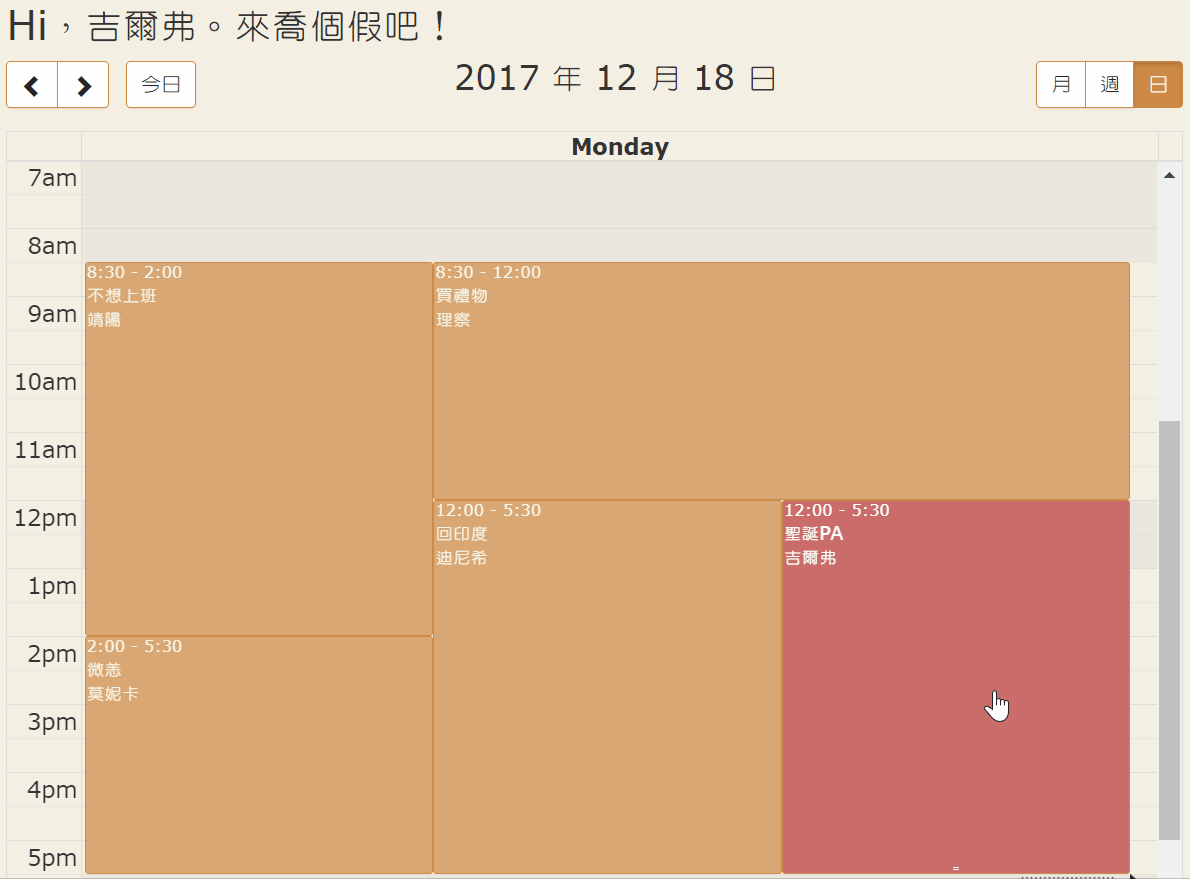 Hi，吉爾弗。來喬個假吧！
今日
2017 年 12 月 18 日
月 週 日
Monday
7am
8am
9am
10am
11am
12pm
1pm
2pm
3pm
4pm
5pm
8:30 - 2:00
不想上班
靖陽
8:30 - 12:00
買禮物
理察
12:00 - 5:30
回印度
迪尼希
12:00 - 5:30
聖誕PA
吉爾弗
2:00 - 5:30
微恙
莫妮卡